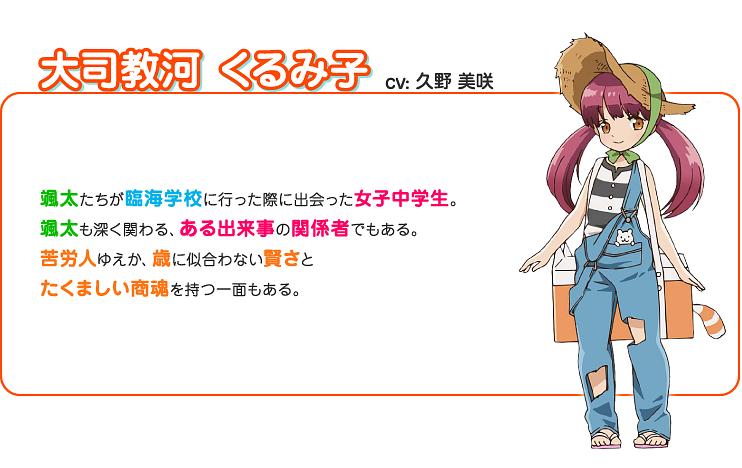 大司教河 くるみ子 cv: 久野 美咲
颯太たちが臨海学校に行った際に出会った女子中学生。
颯太も深く関わる、ある出来事の関係者でもある。
苦労人ゆえか、歳に似合わない賢さと
たくましい商魂を持つ一面もある。